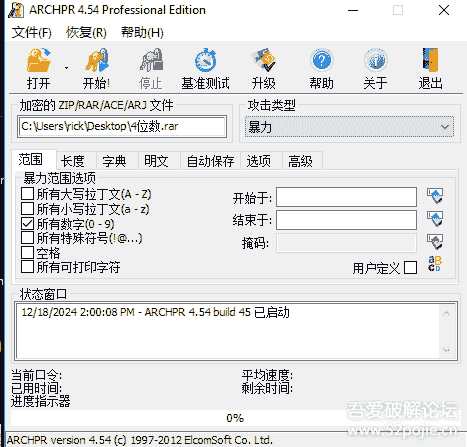 ARCHPR 4.54 Professional Edition
文件(F) 恢复(R) 帮助(H)
打开 开始! 停止 基准测试 升级 帮助 关于 退出
加密的 ZIP/RAR/ACE/ARJ 文件 攻击类型
C:\Users\rick\Desktop\4位数.rar 暴力
范围 长度 字典 明文 自动保存 选项 高级
暴力范围选项
所有大写拉丁文(A - Z) 开始于:
所有小写拉丁文(a - z)
所有数字(0 - 9) 结束于:
所有特殊符号(!@...) 掩码:
空格
所有可打印字符 用户定义
状态窗口
12/18/2024 2:00:08 PM - ARCHPR 4.54 build 45 已启动
当前口令: 平均速度:
已用时间: 剩余时间:
进度指示器
0%
吾爱破解论坛
www.52pojie.cn
ARCHPR version 4.54 (c) 1997-2012 ElcomSoft Co. Ltd.